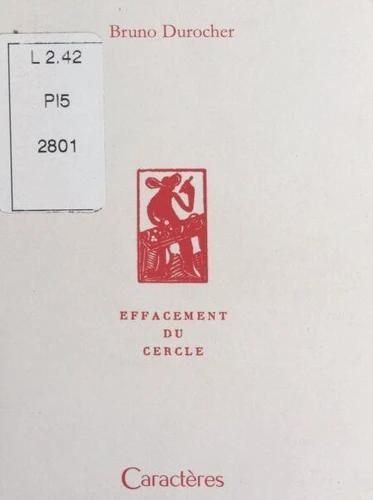 Bruno Durocher
L 2.42
PI5
2801
EFFACEMENT
DU
CERCLE
Caractères